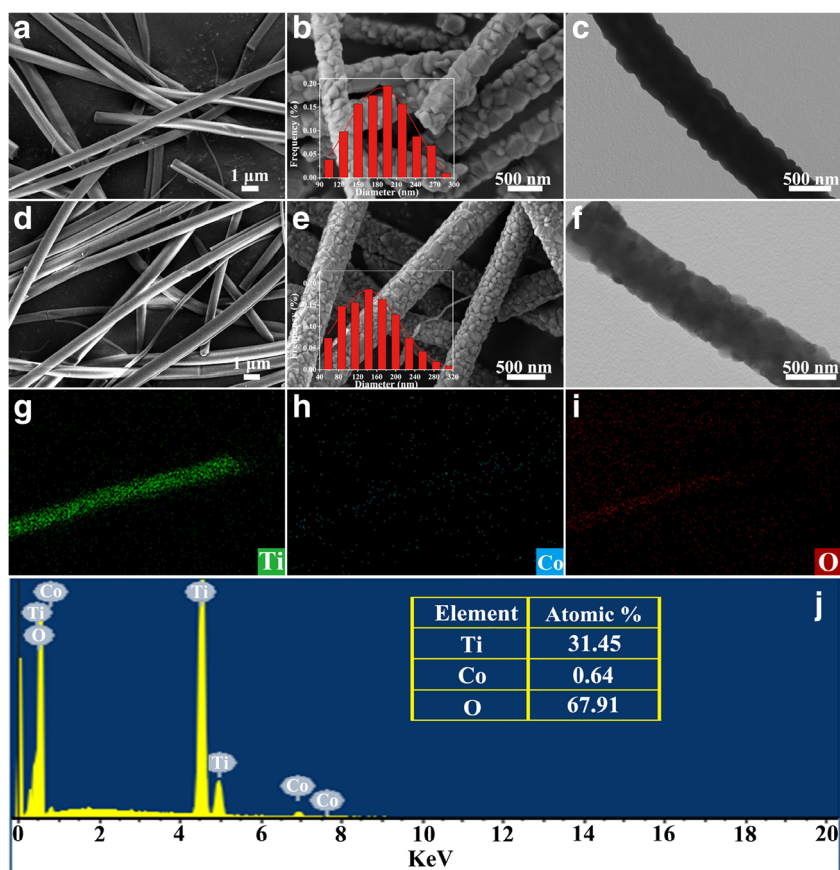 a
1 μm
b
Frequency (%)
0.20
0.15
0.10
0.05
0.00
90 120 150 180 210 240 270 300
Diameter (nm)
500 nm
c
500 nm
d
1 μm
e
Frequency (%)
0.20
0.15
0.10
0.05
0.00
40 80 120 160 200 240 280 320
Diameter (nm)
500 nm
f
500 nm
g
Ti
h
Co
i
O
j
Co
Ti
O
Ti
Ti
Co
Co
Element Atomic %
Ti 31.45
Co 0.64
O 67.91
0 2 4 6 8 10 12 14 16 18 20
KeV